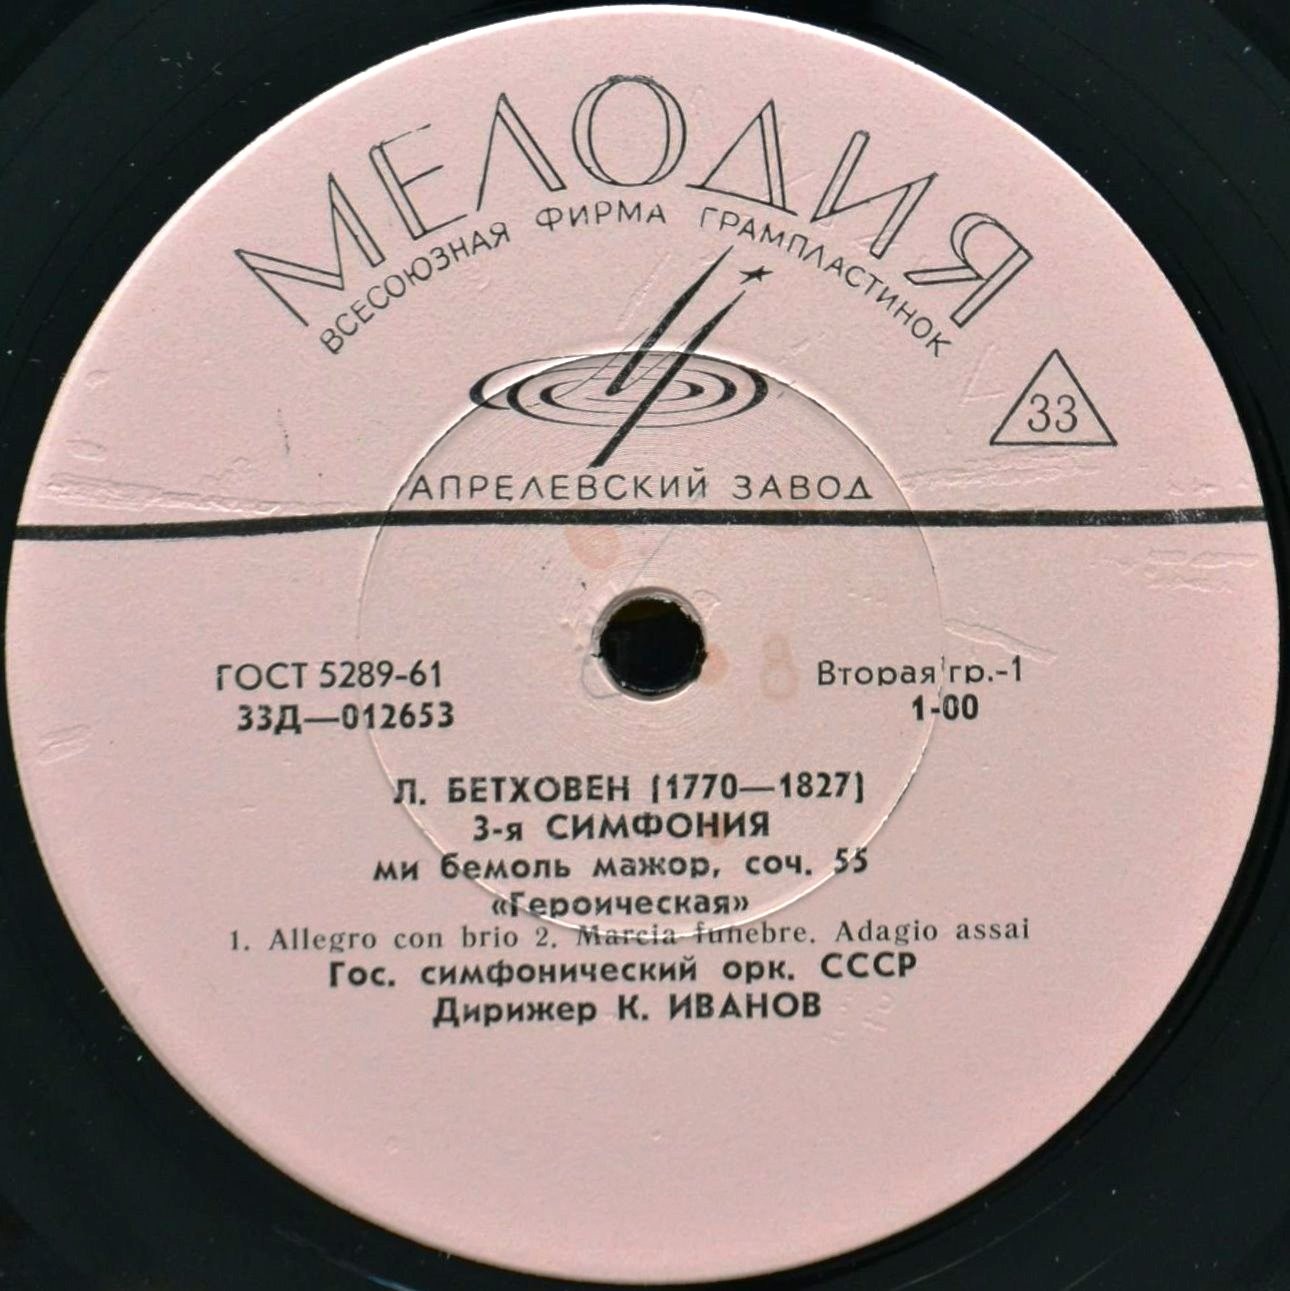 МЕЛОДИЯ
ВСЕСОЮЗНАЯ ФИРМА ГРАМПЛАСТИНОК
33
АПРЕЛЕВСКИЙ ЗАВОД
ГОСТ 5289-61
Вторая гр.-1
33Д—012653
1-00
Л. БЕТХОВЕН (1770—1827)
3-я СИМФОНИЯ
ми бемоль мажор, соч. 55
«Героическая»
1. Allegro con brio 2. Marcia funebre. Adagio assai
Гос. симфонический орк. СССР
Дирижер К. ИВАНОВ